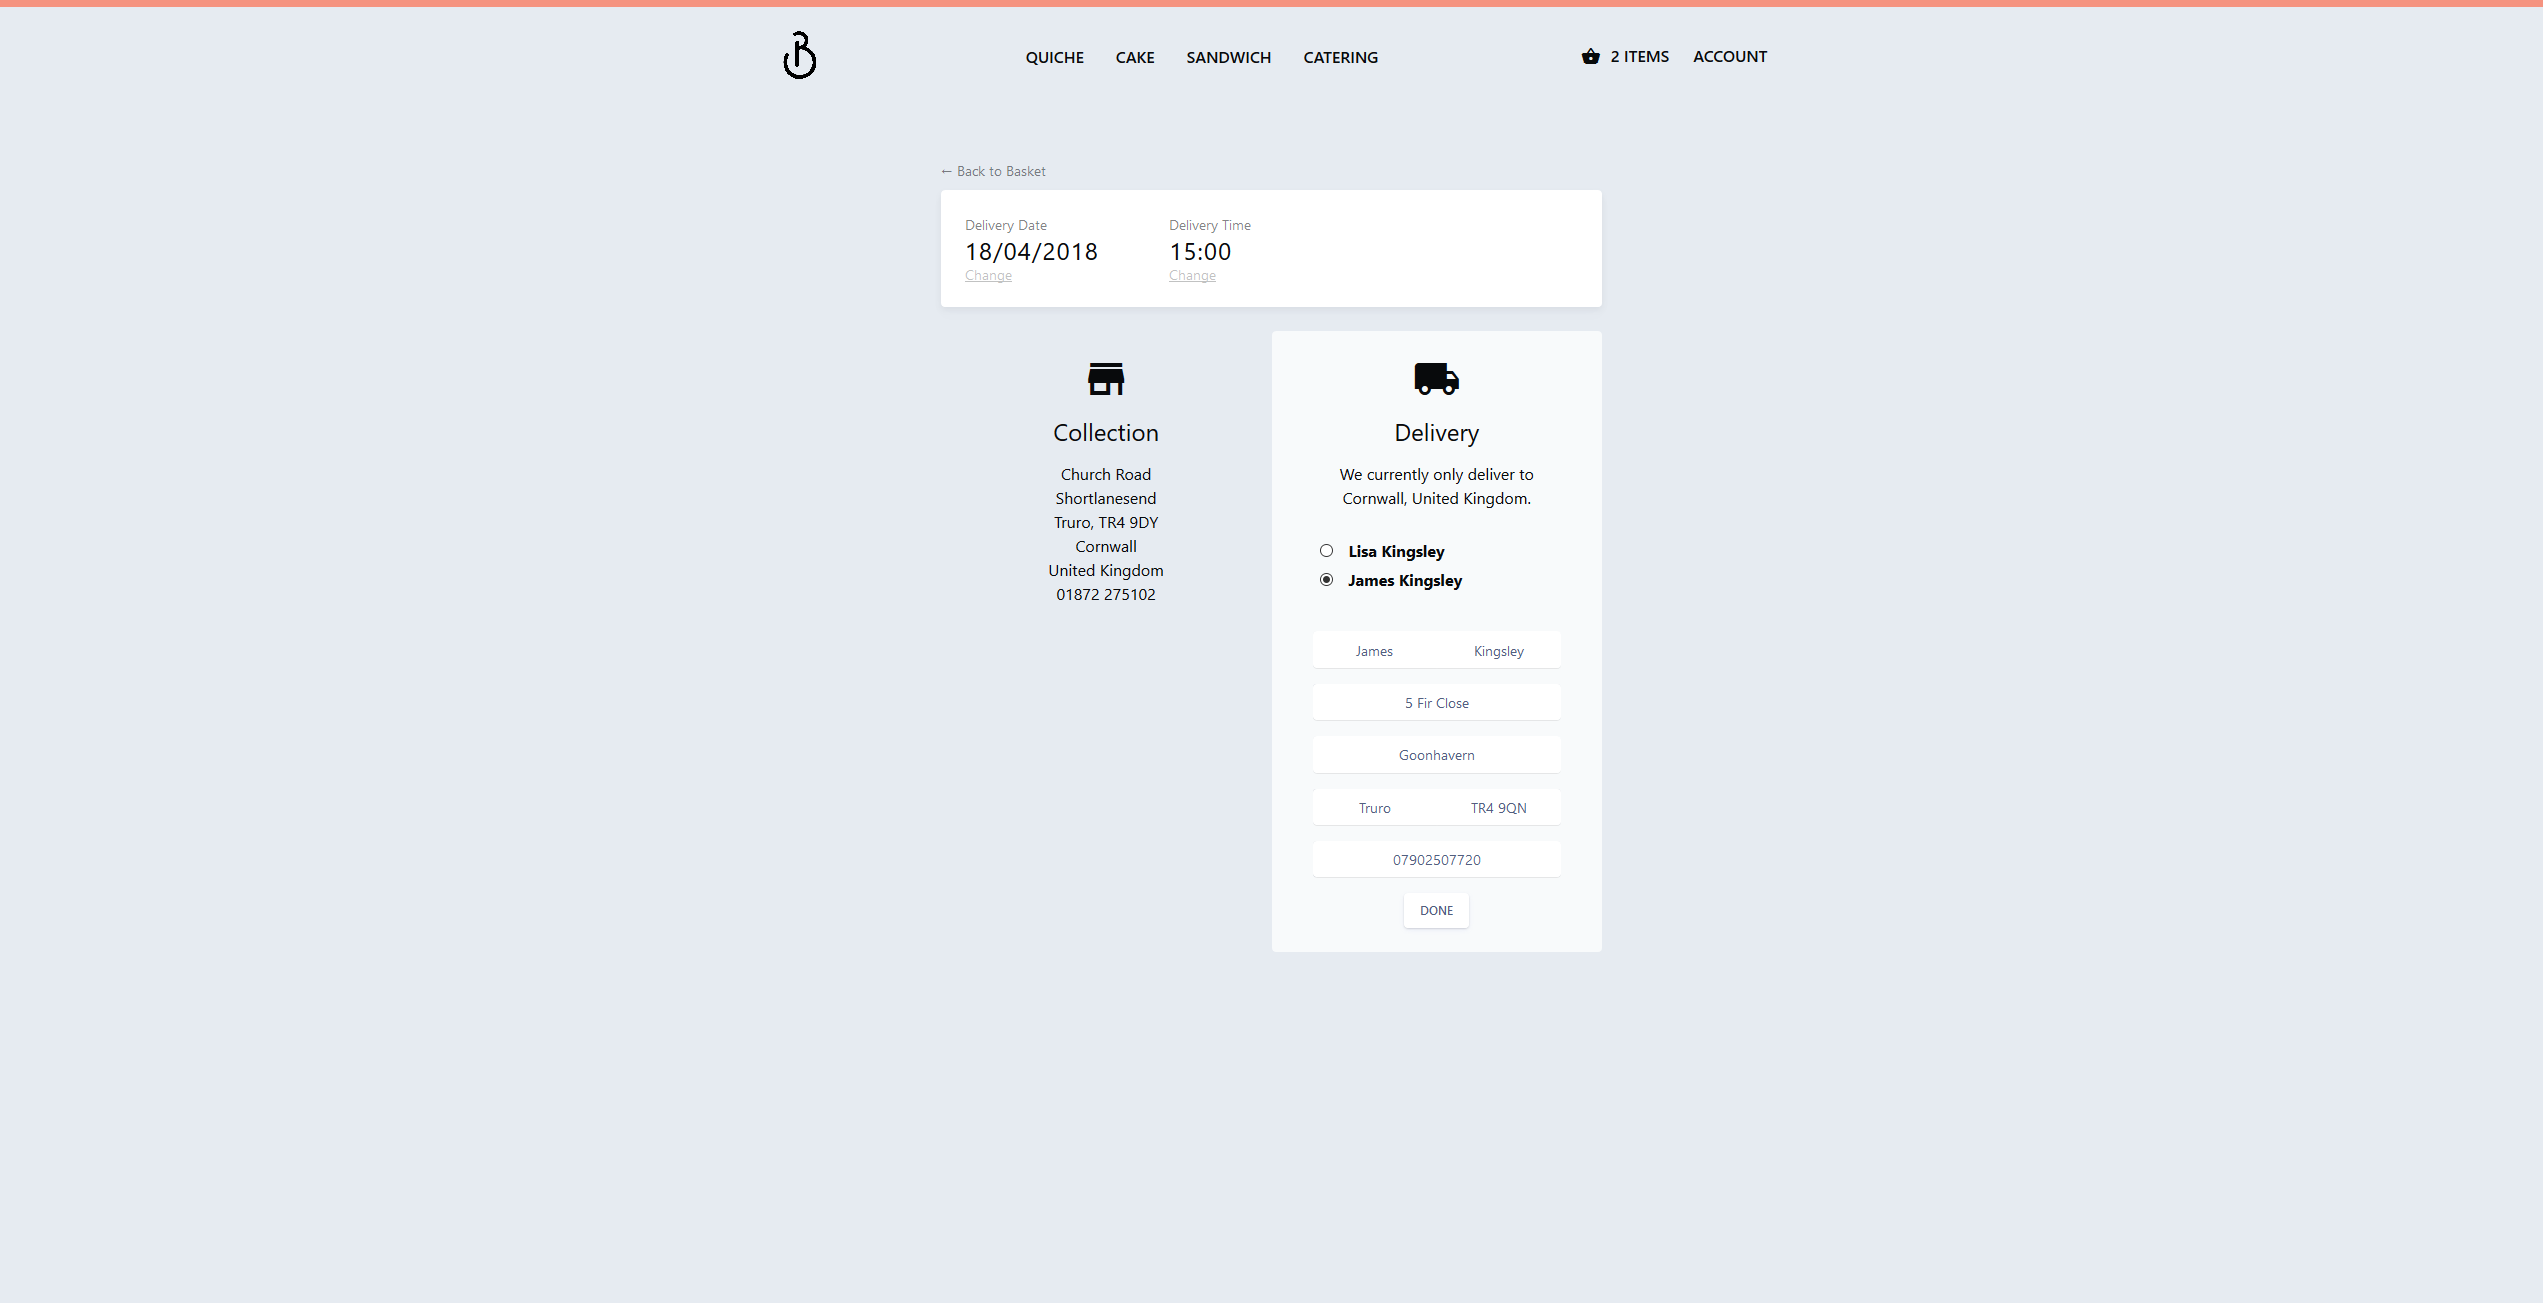 QUICHE CAKE SANDWICH CATERING 2 ITEMS ACCOUNT
← Back to Basket
Delivery Date
18/04/2018
Change
Delivery Time
15:00
Change
Collection
Church Road
Shortlanesend
Truro, TR4 9DY
Cornwall
United Kingdom
01872 275102
Delivery
We currently only deliver to
Cornwall, United Kingdom.
Lisa Kingsley
James Kingsley
James Kingsley
5 Fir Close
Goonhavern
Truro TR4 9QN
07902507720
DONE